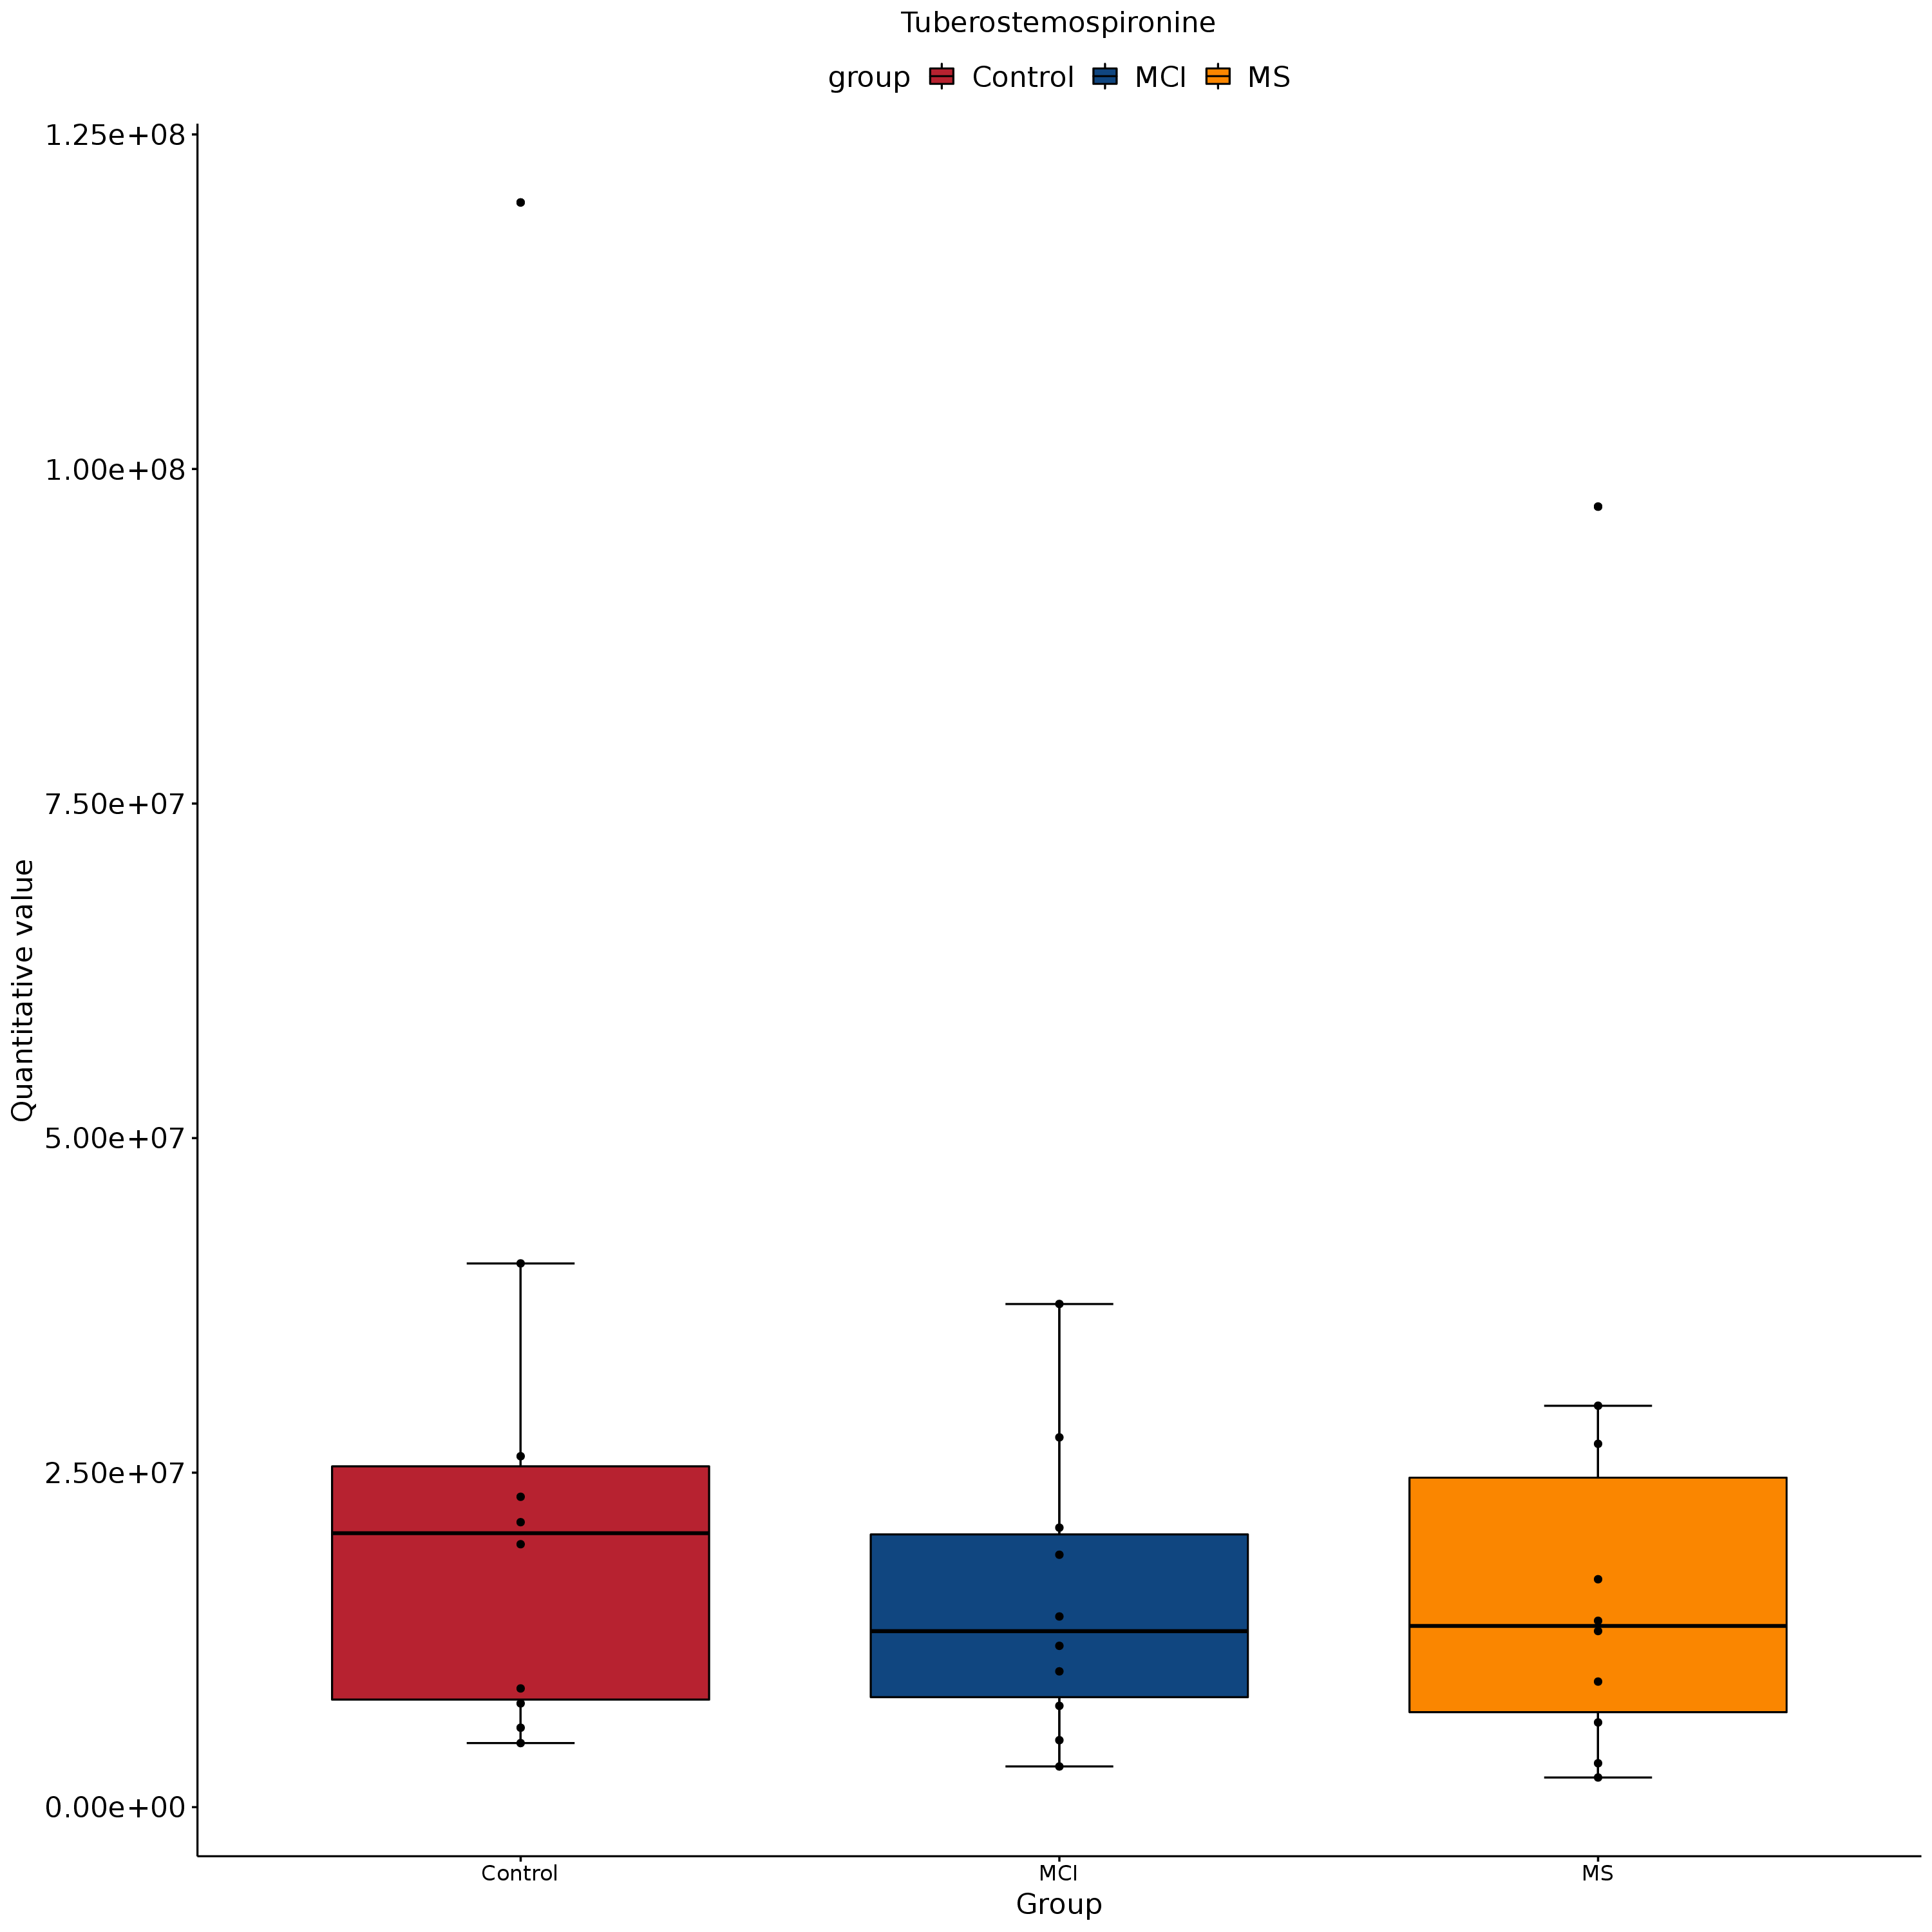 Tuberostemospironine
group Control MCI MS
1.25e+08
1.00e+08
7.50e+07
5.00e+07
2.50e+07
0.00e+00
Quantitative value
Control MCI MS
Group